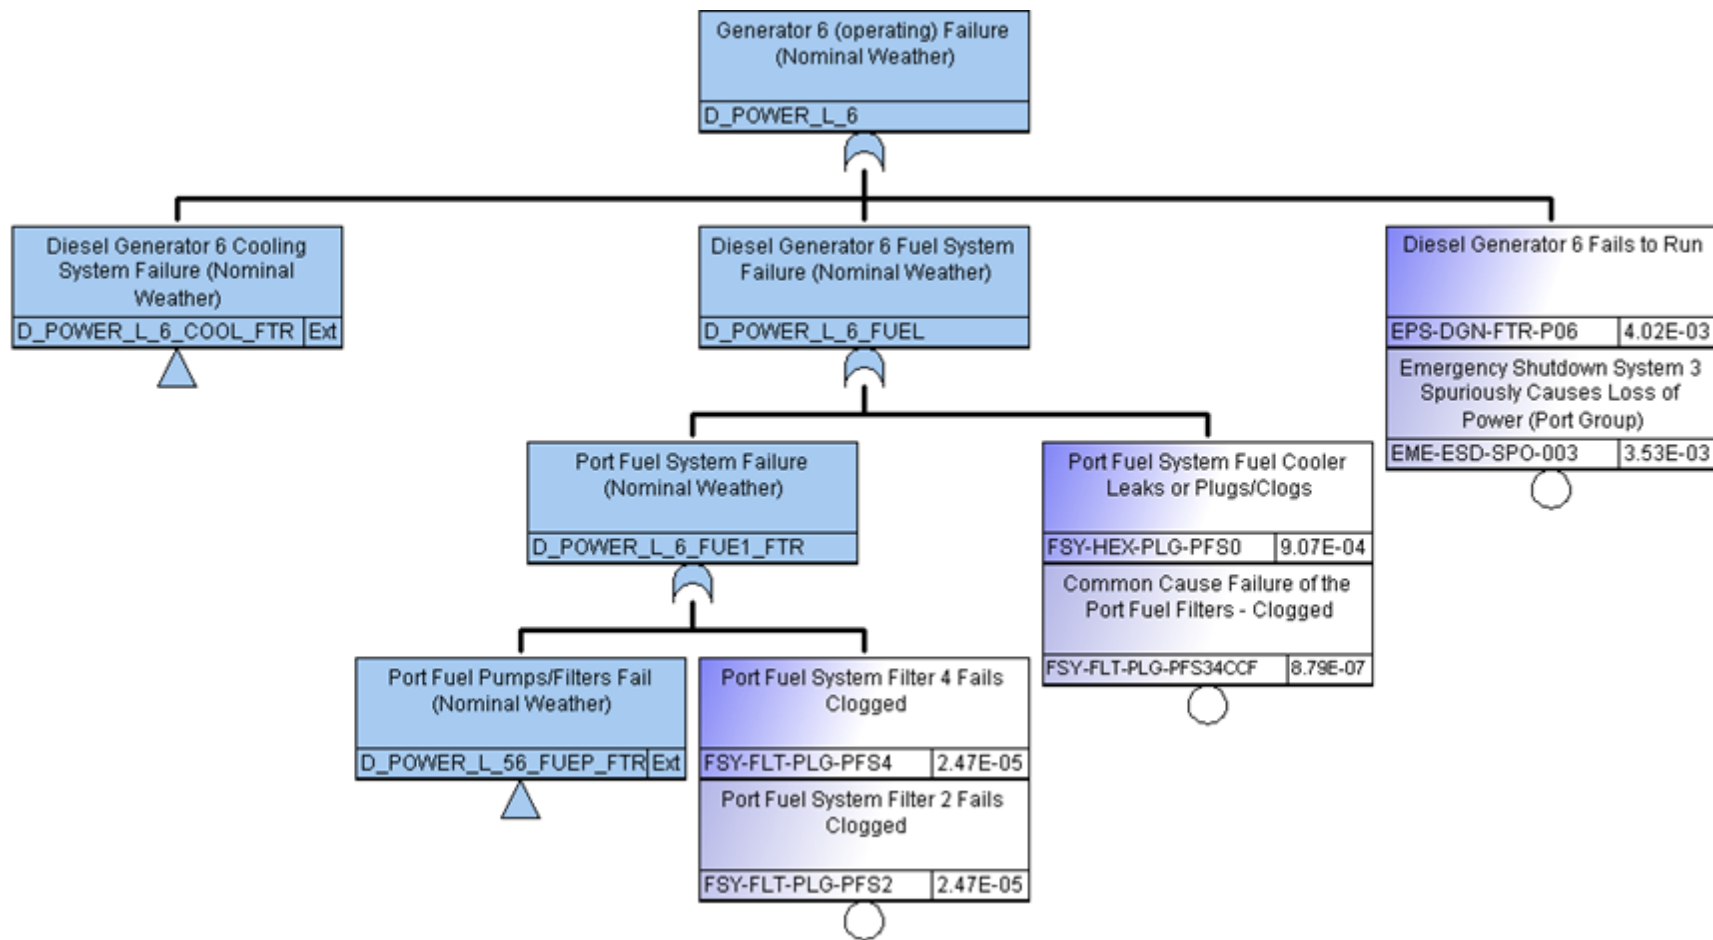 Generator 6 (operating) Failure
(Nominal Weather)
D_POWER_L_6
Diesel Generator 6 Cooling
System Failure (Nominal
Weather)
D_POWER_L_6_COOL_FTR Ext
Diesel Generator 6 Fuel System
Failure (Nominal Weather)
D_POWER_L_6_FUEL
Diesel Generator 6 Fails to Run
EPS-DGN-FTR-P06 4.02E-03
Emergency Shutdown System 3
Spuriously Causes Loss of
Power (Port Group)
EME-ESD-SPO-003 3.53E-03
Port Fuel System Failure
(Nominal Weather)
D_POWER_L_6_FUE1_FTR
Port Fuel System Fuel Cooler
Leaks or Plugs/Clogs
FSY-HEX-PLG-PFS0 9.07E-04
Common Cause Failure of the
Port Fuel Filters - Clogged
FSY-FLT-PLG-PFS34CCF 8.79E-07
Port Fuel Pumps/Filters Fail
(Nominal Weather)
D_POWER_L_56_FUEP_FTR Ext
Port Fuel System Filter 4 Fails
Clogged
FSY-FLT-PLG-PFS4 2.47E-05
Port Fuel System Filter 2 Fails
Clogged
FSY-FLT-PLG-PFS2 2.47E-05